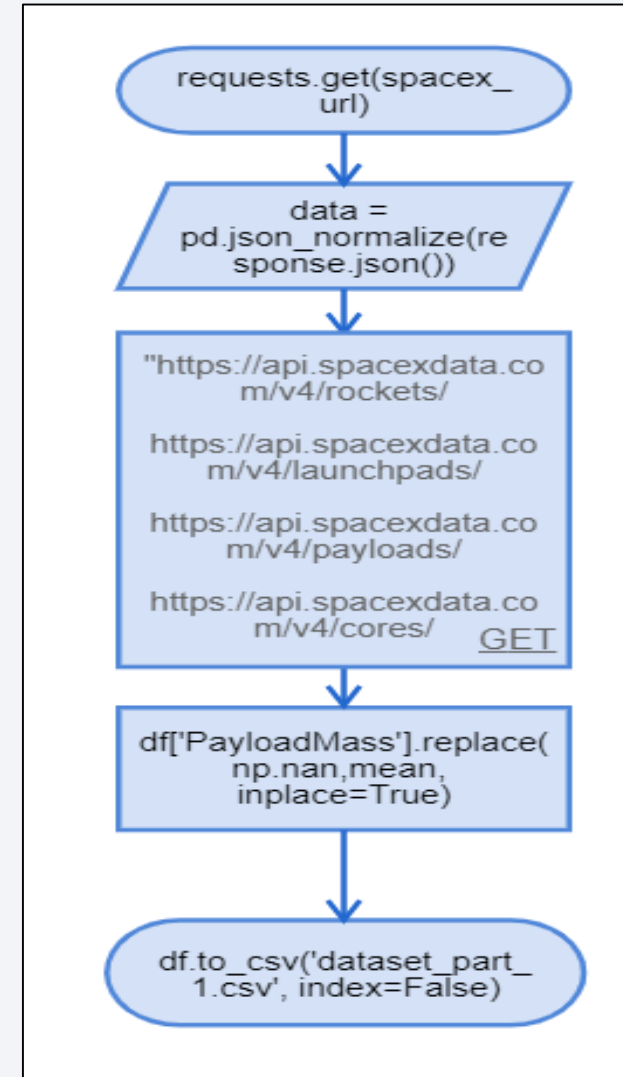 requests.get(spacex_
url)
data =
pd.json_normalize(re
sponse.json())
"https://api.spacexdata.co
m/v4/rockets/
https://api.spacexdata.co
m/v4/launchpads/
https://api.spacexdata.co
m/v4/payloads/
https://api.spacexdata.co
m/v4/cores/
GET
df['PayloadMass'].replace(
np.nan,mean,
inplace=True)
df.to_csv('dataset_part_
1.csv', index=False)